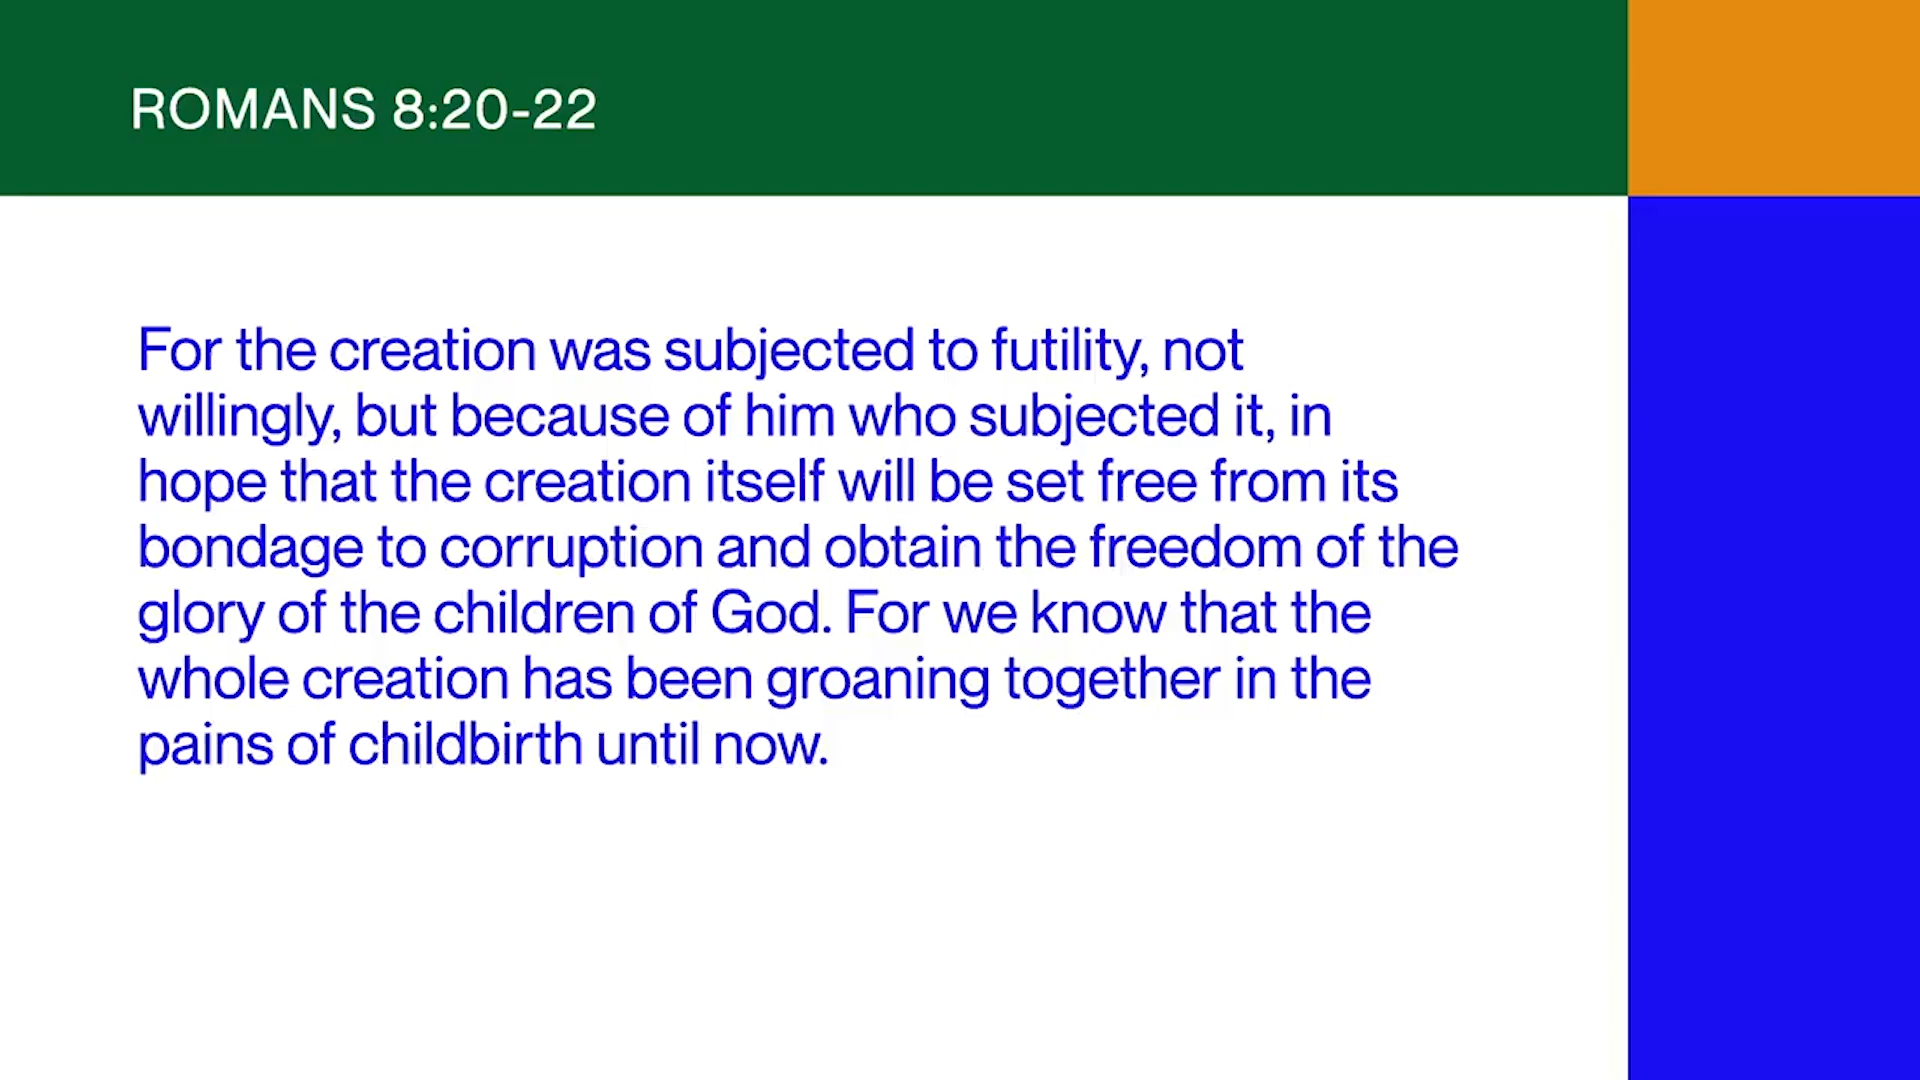 ROMANS 8:20-22
For the creation was subjected to futility, not
willingly, but because of him who subjected it, in
hope that the creation itself will be set free from its
bondage to corruption and obtain the freedom of the
glory of the children of God. For we know that the
whole creation has been groaning together in the
pains of childbirth until now.